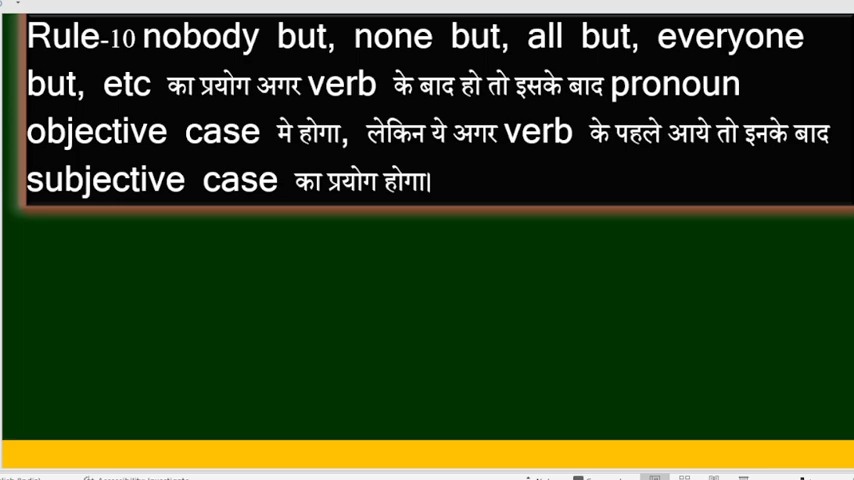 Rule-10 nobody but, none but, all but, everyone
but, etc का प्रयोग अगर verb के बाद हो तो इसके बाद pronoun
objective case मे होगा, लेकिन ये अगर verb के पहले आये तो इनके बाद
subjective case का प्रयोग होगा।